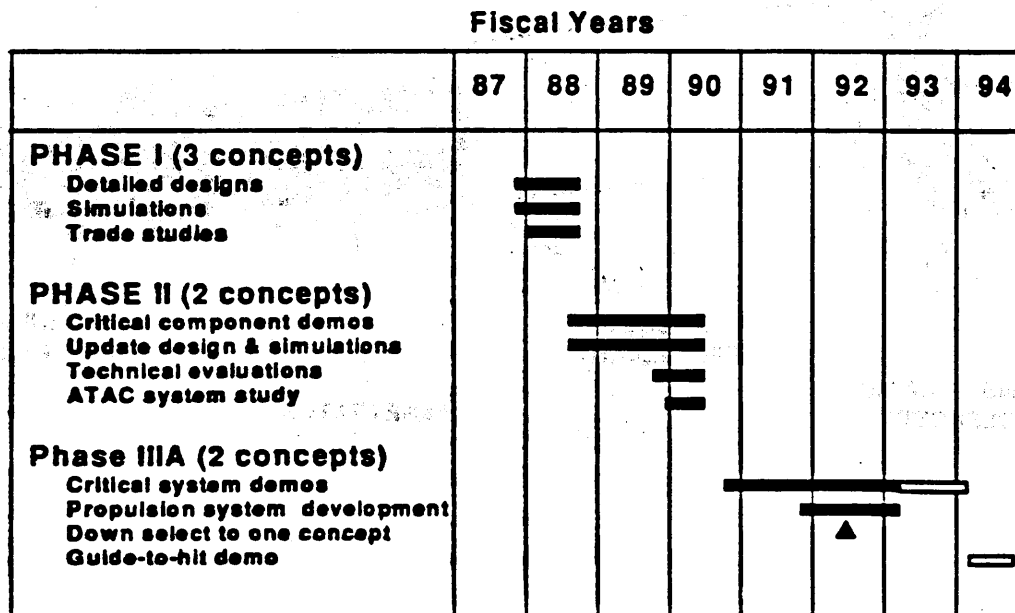 Fiscal Years
87 88 89 90 91 92 93 94
PHASE I (3 concepts)
Detailed designs
Simulations
Trade studies
PHASE II (2 concepts)
Critical component demos
Update design & simulations
Technical evaluations
ATAC system study
Phase IIIA (2 concepts)
Critical system demos
Propulsion system development
Down select to one concept
Guide-to-hit demo